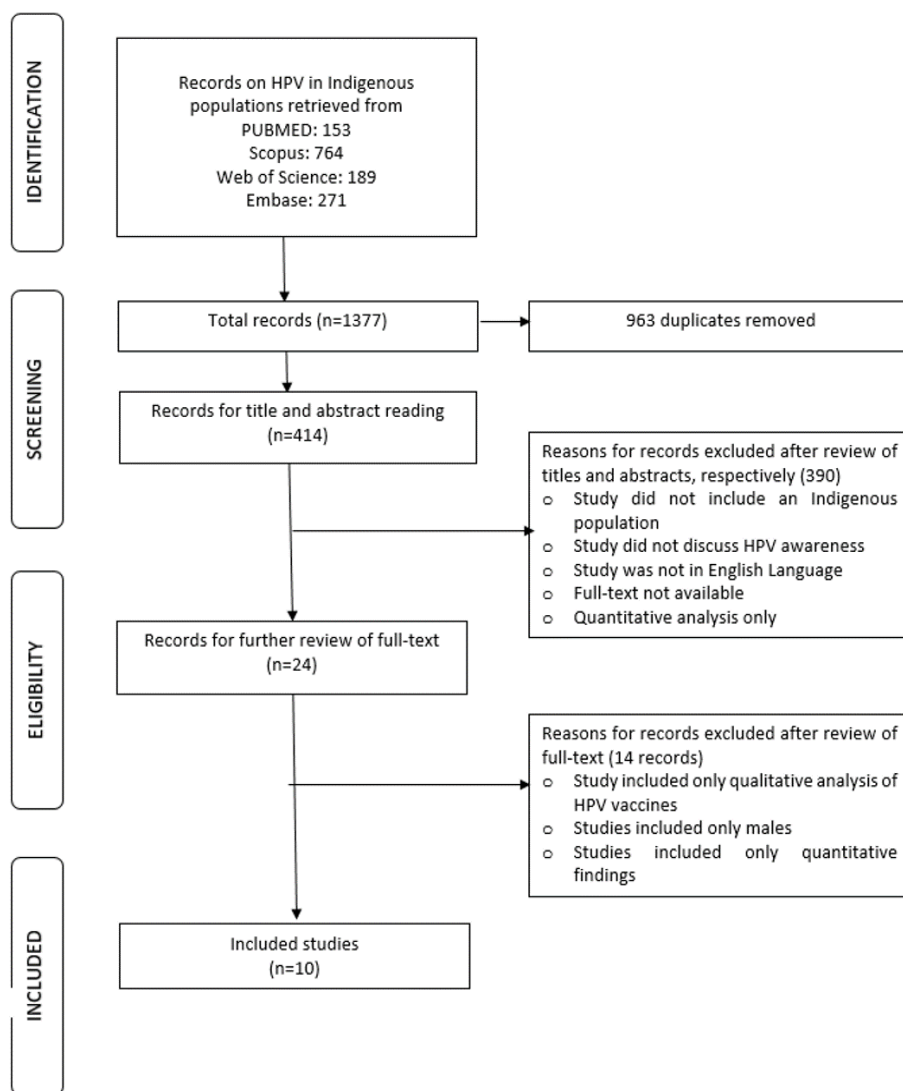 IDENTIFICATION
Records on HPV in Indigenous
populations retrieved from
PUBMED: 153
Scopus: 764
Web of Science: 189
Embase: 271
SCREENING
Total records (n=1377)
963 duplicates removed
Records for title and abstract reading
(n=414)
Reasons for records excluded after review of
titles and abstracts, respectively (390)
o Study did not include an Indigenous
population
o Study did not discuss HPV awareness
o Study was not in English Language
o Full-text not available
o Quantitative analysis only
ELIGIBILITY
Records for further review of full-text
(n=24)
Reasons for records excluded after review of
full-text (14 records)
o Study included only qualitative analysis of
HPV vaccines
o Studies included only males
o Studies included only quantitative
findings
INCLUDED
Included studies
(n=10)